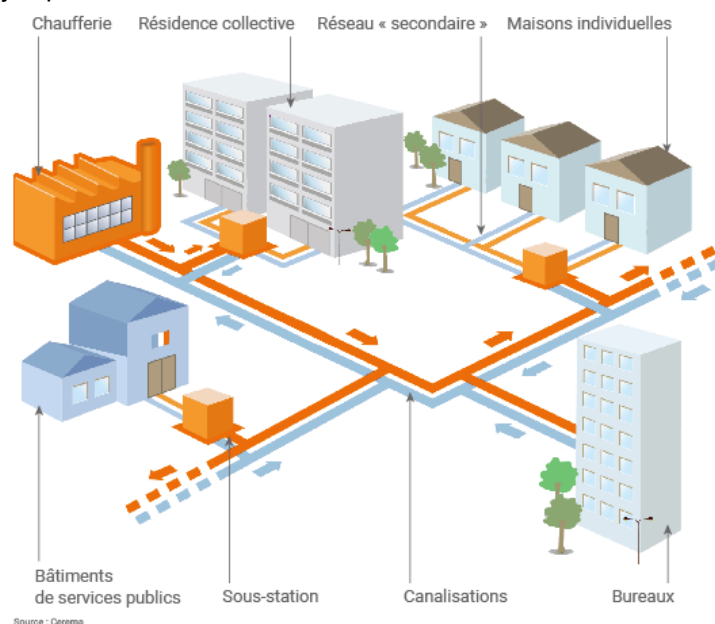 Chaufferie
Résidence collective
Réseau « secondaire »
Maisons individuelles
Bâtiments
de services publics
Sous-station
Canalisations
Bureaux
Source : Cerema